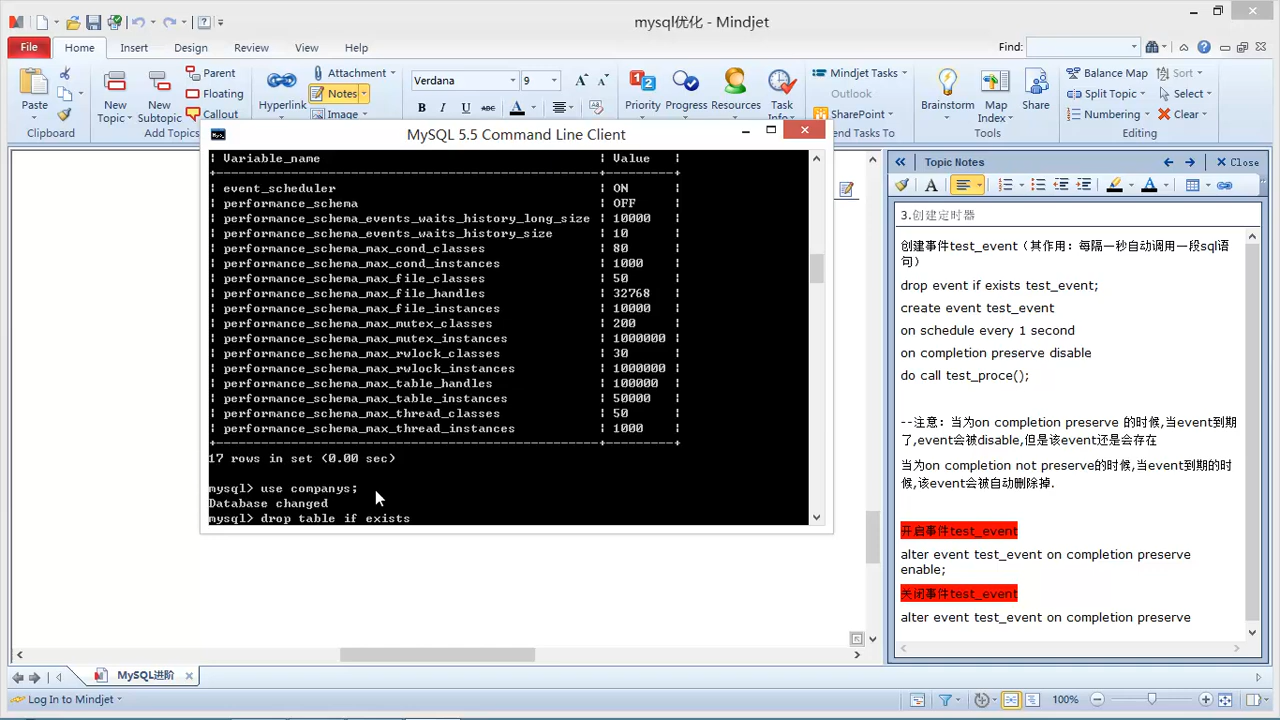 mysql优化 - Mindjet
File Home Insert Design Review View Help Find:
Paste
Clipboard
New Topic
New Subtopic
Parent
Floating
Callout
Add Topics
Hyperlink
Attachment
Notes
Image
Verdana 9
B I U abc A
Priority
Progress
Resources
Task Info
Mindjet Tasks
Outlook
SharePoint
Send Tasks To
Brainstorm
Map Index
Share
Tools
Balance Map
Split Topic
Marker
Sort
Select
Clear
Editing
MySQL 5.5 Command Line Client
| Variable_name | Value |
+---------------------------------------------------+---------+
| event_scheduler | ON |
| performance_schema | OFF |
| performance_schema_events_waits_history_long_size | 10000 |
| performance_schema_events_waits_history_size | 10 |
| performance_schema_max_cond_classes | 80 |
| performance_schema_max_cond_instances | 1000 |
| performance_schema_max_file_classes | 50 |
| performance_schema_max_file_handles | 32768 |
| performance_schema_max_file_instances | 10000 |
| performance_schema_max_mutex_classes | 200 |
| performance_schema_max_mutex_instances | 1000000 |
| performance_schema_max_rwlock_classes | 30 |
| performance_schema_max_rwlock_instances | 1000000 |
| performance_schema_max_table_handles | 100000 |
| performance_schema_max_table_instances | 50000 |
| performance_schema_max_thread_classes | 50 |
| performance_schema_max_thread_instances | 1000 |
+---------------------------------------------------+---------+
17 rows in set (0.00 sec)
mysql> use companys;
Database changed
mysql> drop table if exists
Topic Notes Close
3.创建定时器
创建事件test_event（其作用：每隔一秒自动调用一段sql语
句）
drop event if exists test_event;
create event test_event
on schedule every 1 second
on completion preserve disable
do call test_proce();
--注意：当为on completion preserve 的时候,当event到期
了,event会被disable,但是该event还是会存在
当为on completion not preserve的时候,当event到期的时
候,该event会被自动删除掉,
开启事件test_event
alter event test_event on completion preserve
enable;
关闭事件test_event
alter event test_event on completion preserve
MySQL进阶
Log In to Mindjet 100%